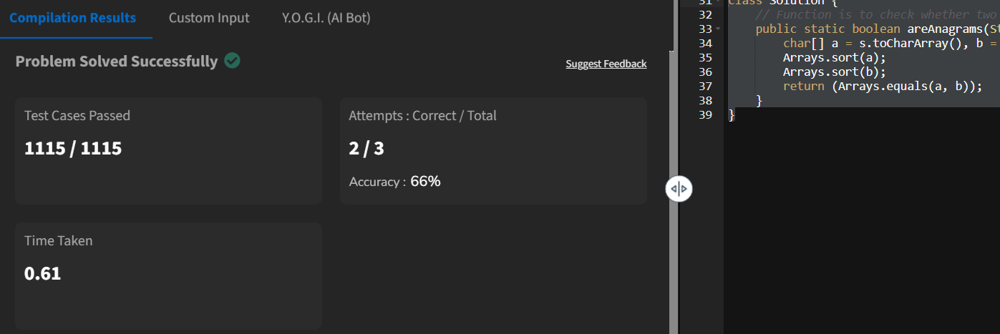 Compilation Results
Custom Input
Y.O.G.I. (AI Bot)
Problem Solved Successfully
Suggest Feedback
Test Cases Passed
1115 / 1115
Attempts : Correct / Total
2 / 3
Accuracy : 66%
Time Taken
0.61
31 class Solution {
32 // Function is to check whether two
33 public static boolean areAnagrams(St
34 char[] a = s.toCharArray(), b =
35 Arrays.sort(a);
36 Arrays.sort(b);
37 return (Arrays.equals(a, b));
38 }
39 }